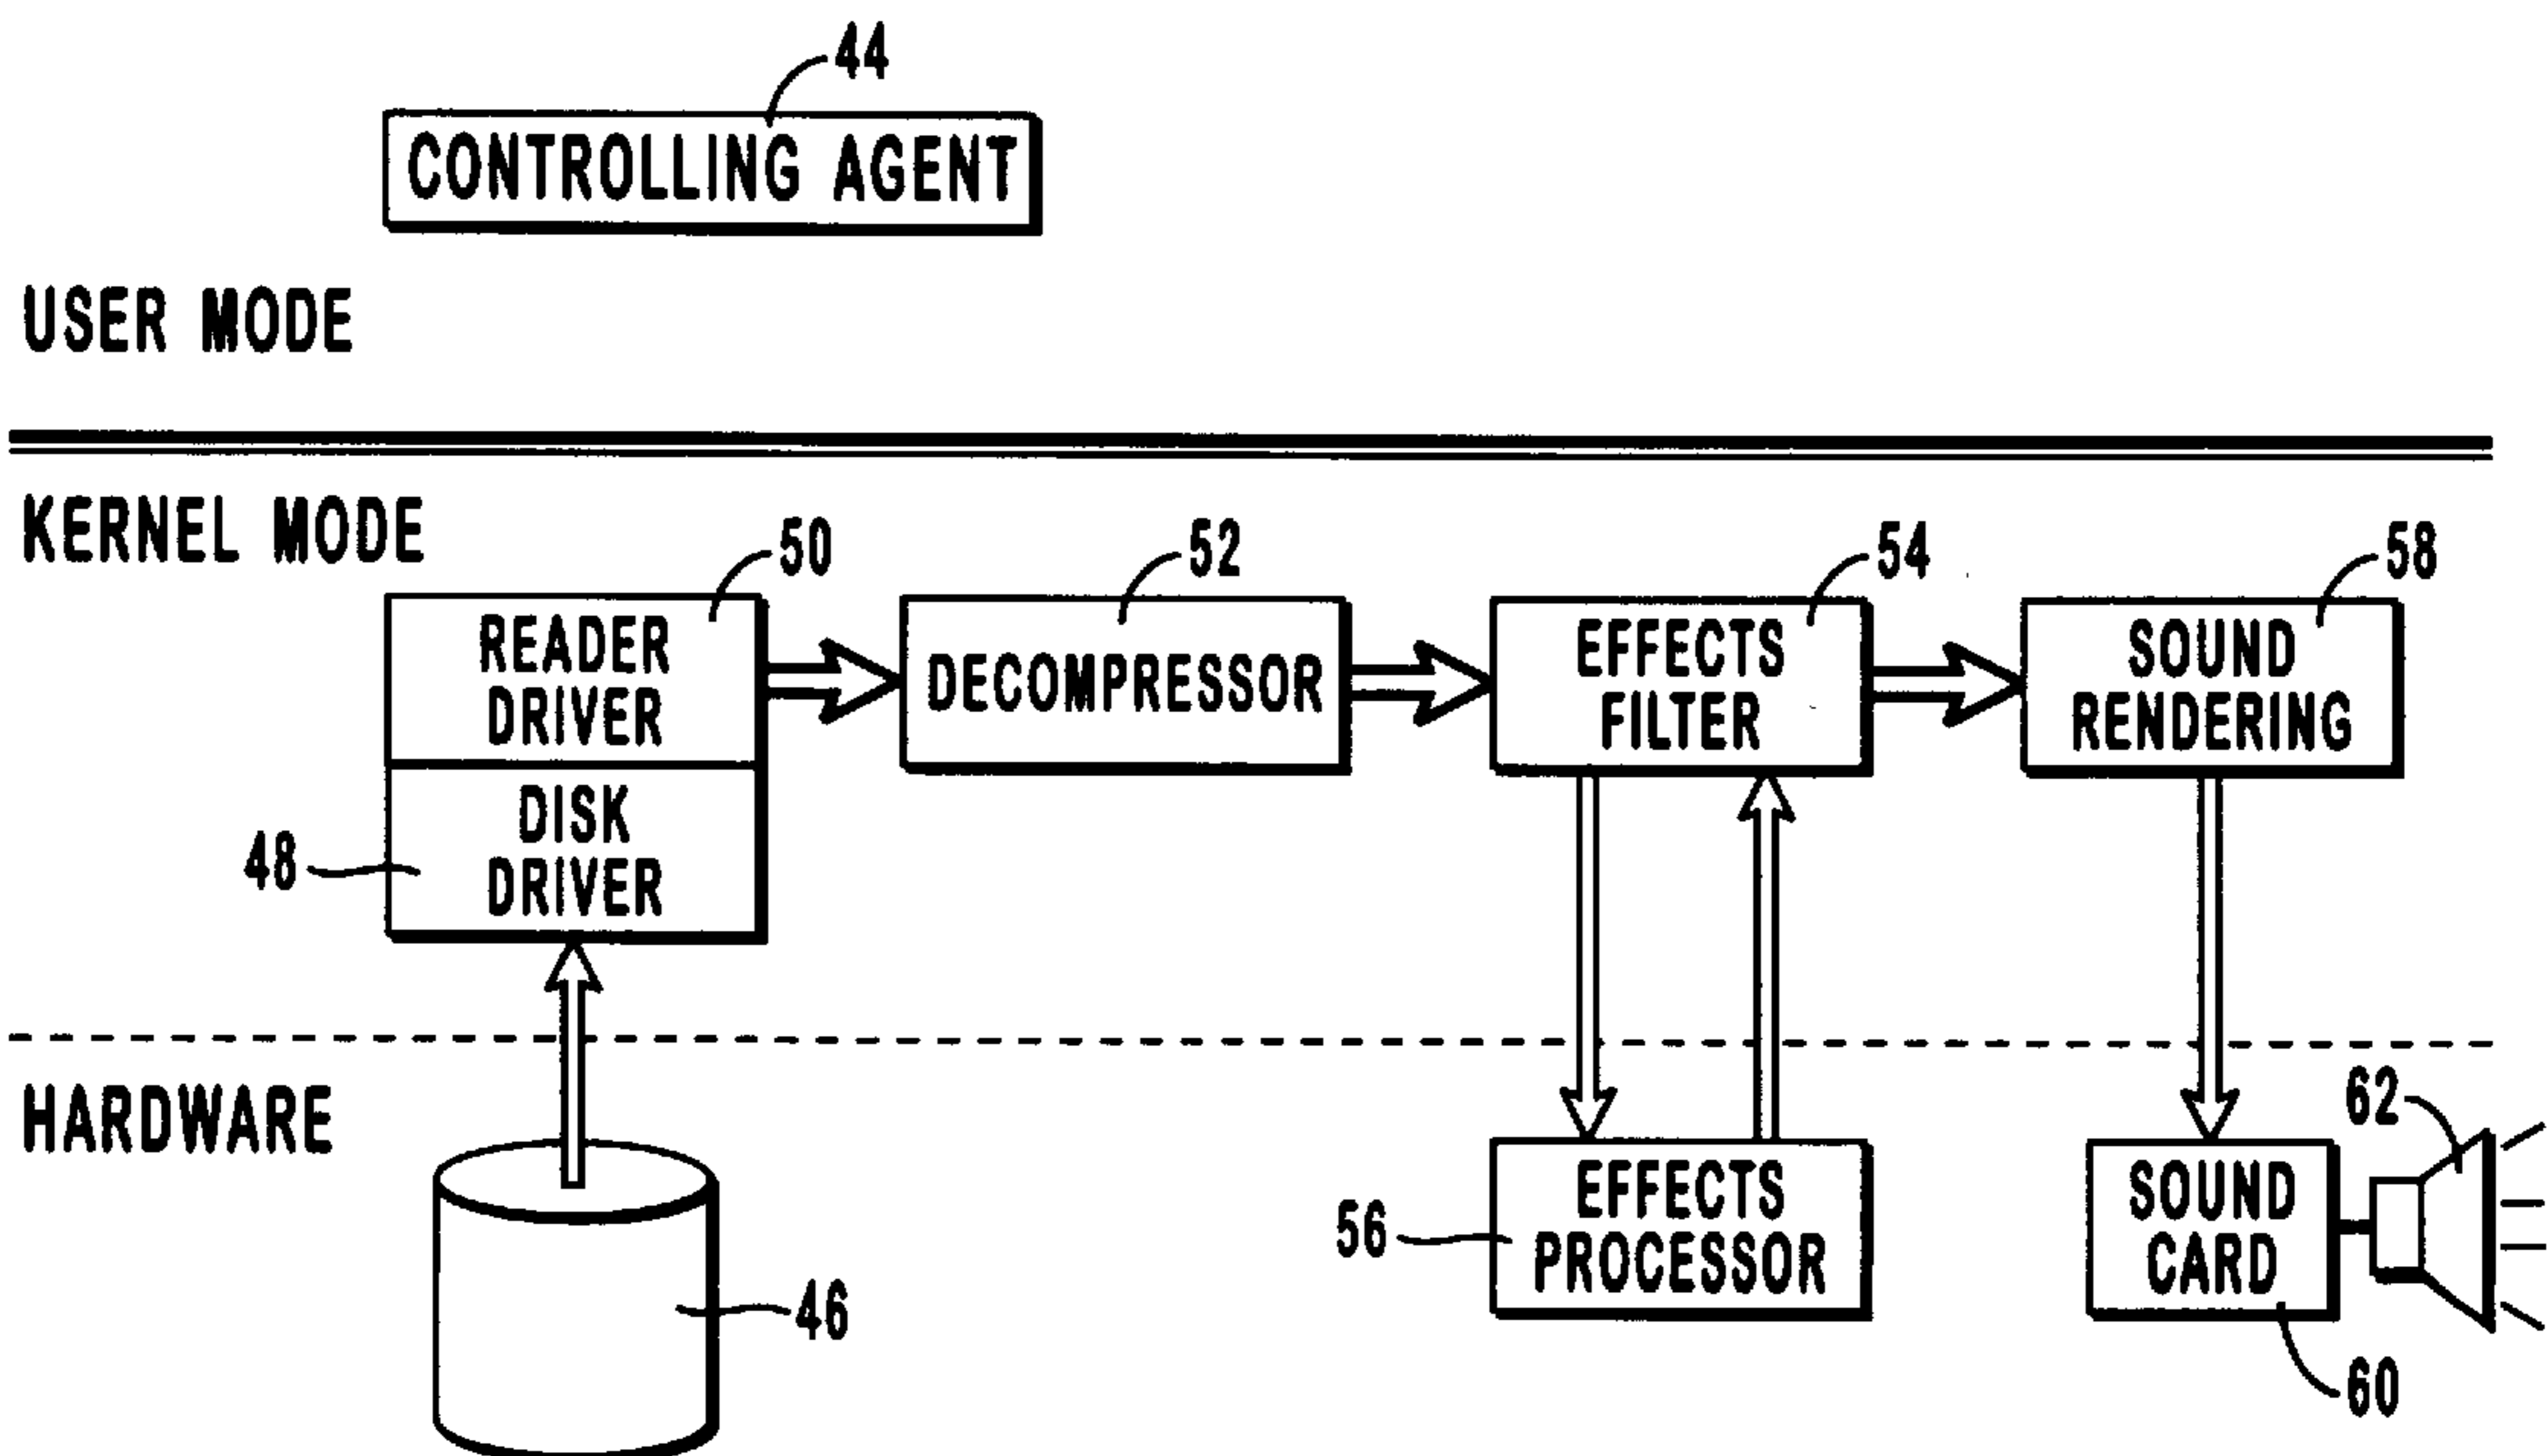 44
CONTROLLING AGENT
USER MODE
KERNEL MODE
50
52
54
58
READER
DRIVER
DECOMPRESSOR
EFFECTS
FILTER
SOUND
RENDERING
48
DISK
DRIVER
HARDWARE
62
56
EFFECTS
PROCESSOR
SOUND
CARD
46
60